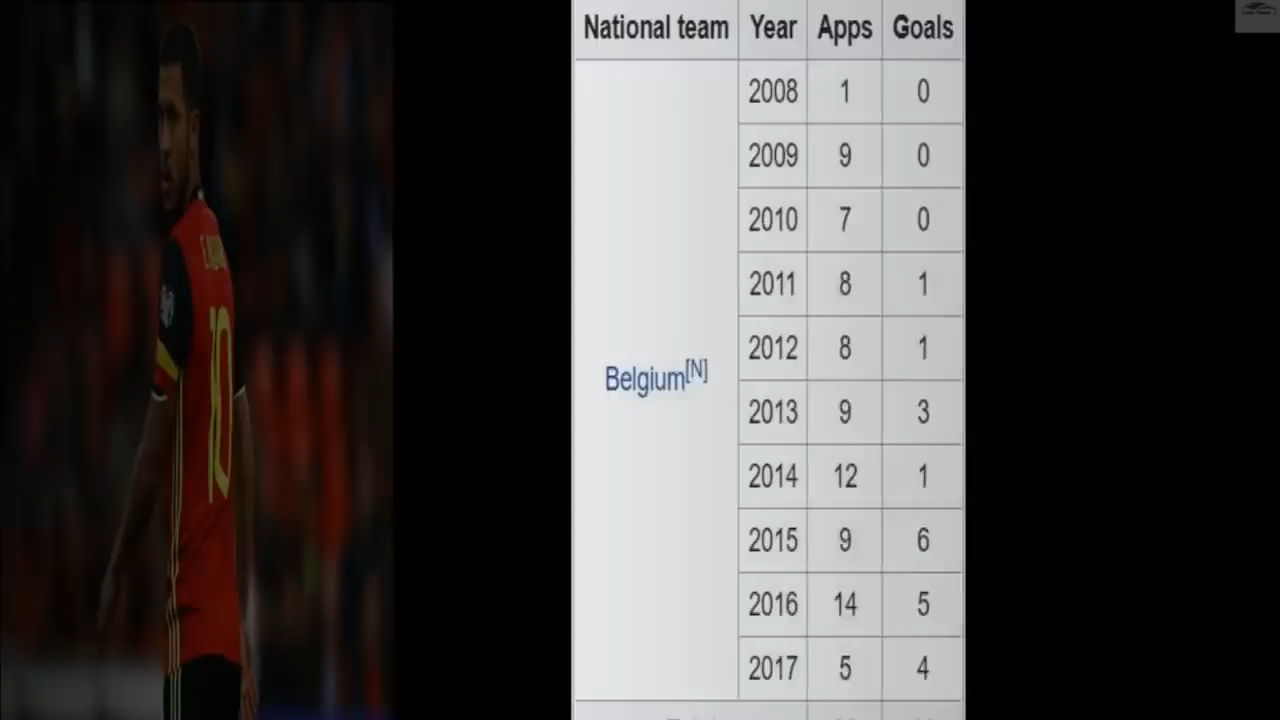 National team Year Apps Goals
2008 1 0
2009 9 0
2010 7 0
2011 8 1
2012 8 1
Belgium[N]
2013 9 3
2014 12 1
2015 9 6
2016 14 5
2017 5 4
10